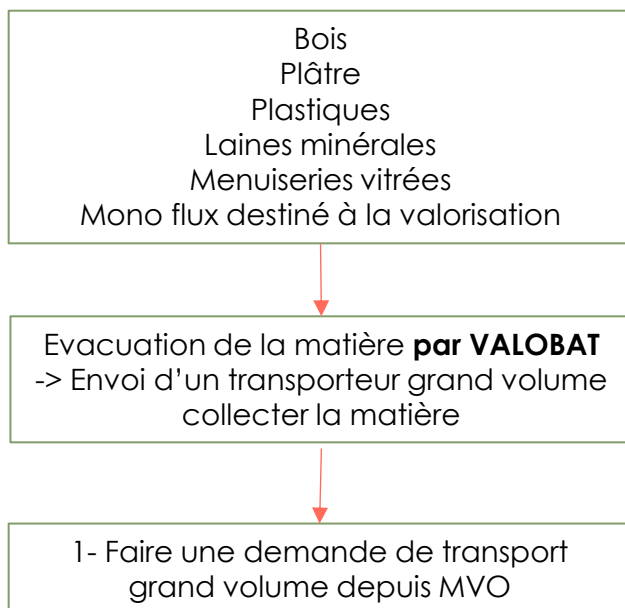 Bois
Plâtre
Plastiques
Laines minérales
Menuiseries vitrées
Mono flux destiné à la valorisation
Evacuation de la matière par VALOBAT
-> Envoi d'un transporteur grand volume
collecter la matière
1- Faire une demande de transport
grand volume depuis MVO